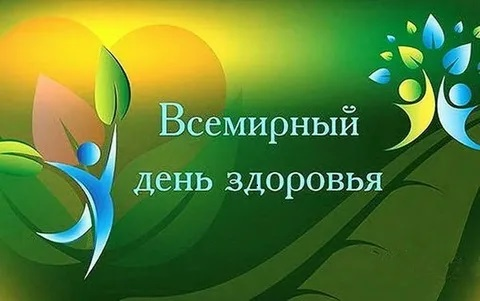 Всемирный
день здоровья